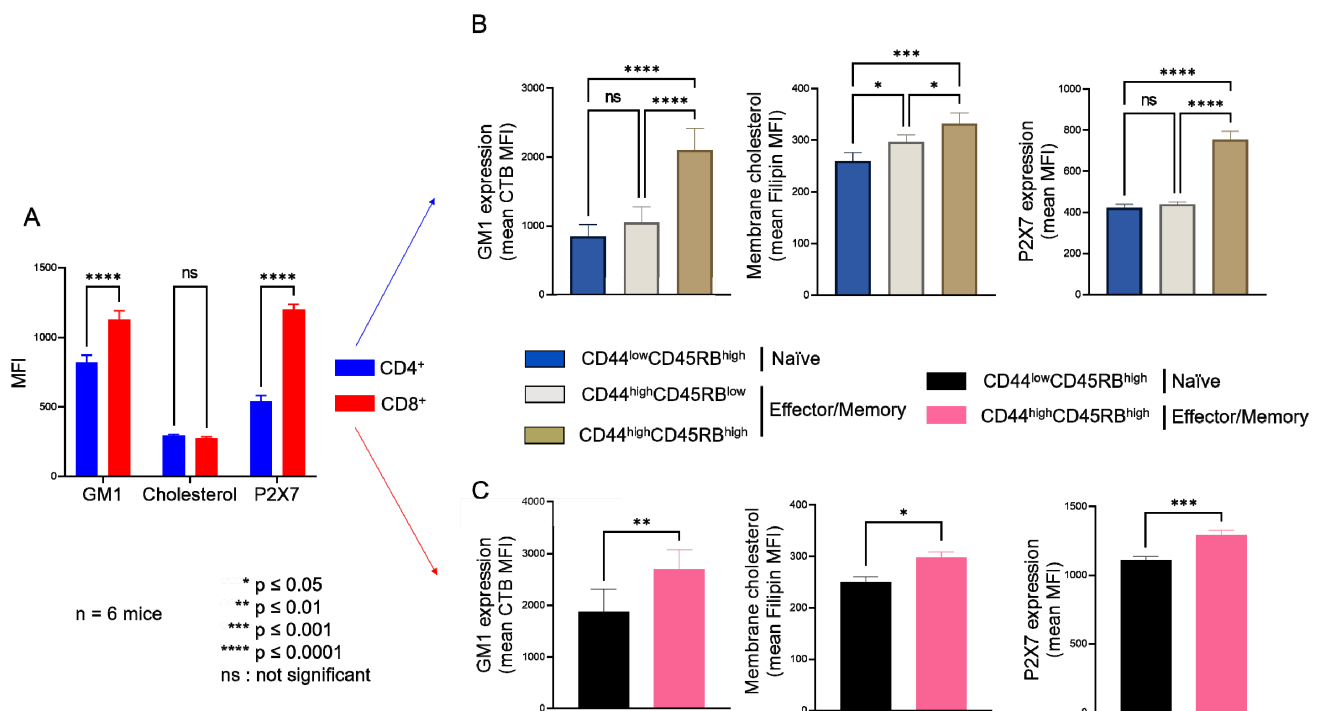 A
MFI
1500
1000
500
0
****
ns
****
GM1 Cholesterol P2X7
CD4⁺
CD8⁺
n = 6 mice
* p ≤ 0.05
** p ≤ 0.01
*** p ≤ 0.001
**** p ≤ 0.0001
ns : not significant
B
GM1 expression
(mean CTB MFI)
3000
2000
1000
0
****
ns
****
Membrane cholesterol
(mean Filipin MFI)
400
300
200
100
0
***
*
*
P2X7 expression
(mean MFI)
1000
800
600
400
200
0
****
ns
****
CD44ˡᵒʷCD45RBʰⁱᵍʰ
Naïve
CD44ʰⁱᵍʰCD45RBˡᵒʷ
CD44ʰⁱᵍʰCD45RBʰⁱᵍʰ
Effector/Memory
CD44ˡᵒʷCD45RBʰⁱᵍʰ
Naïve
CD44ʰⁱᵍʰCD45RBʰⁱᵍʰ
Effector/Memory
C
GM1 expression
(mean CTB MFI)
4000
3000
2000
1000
0
**
Membrane cholesterol
(mean Filipin MFI)
400
300
200
100
0
*
P2X7 expression
(mean MFI)
1500
1000
500
0
***